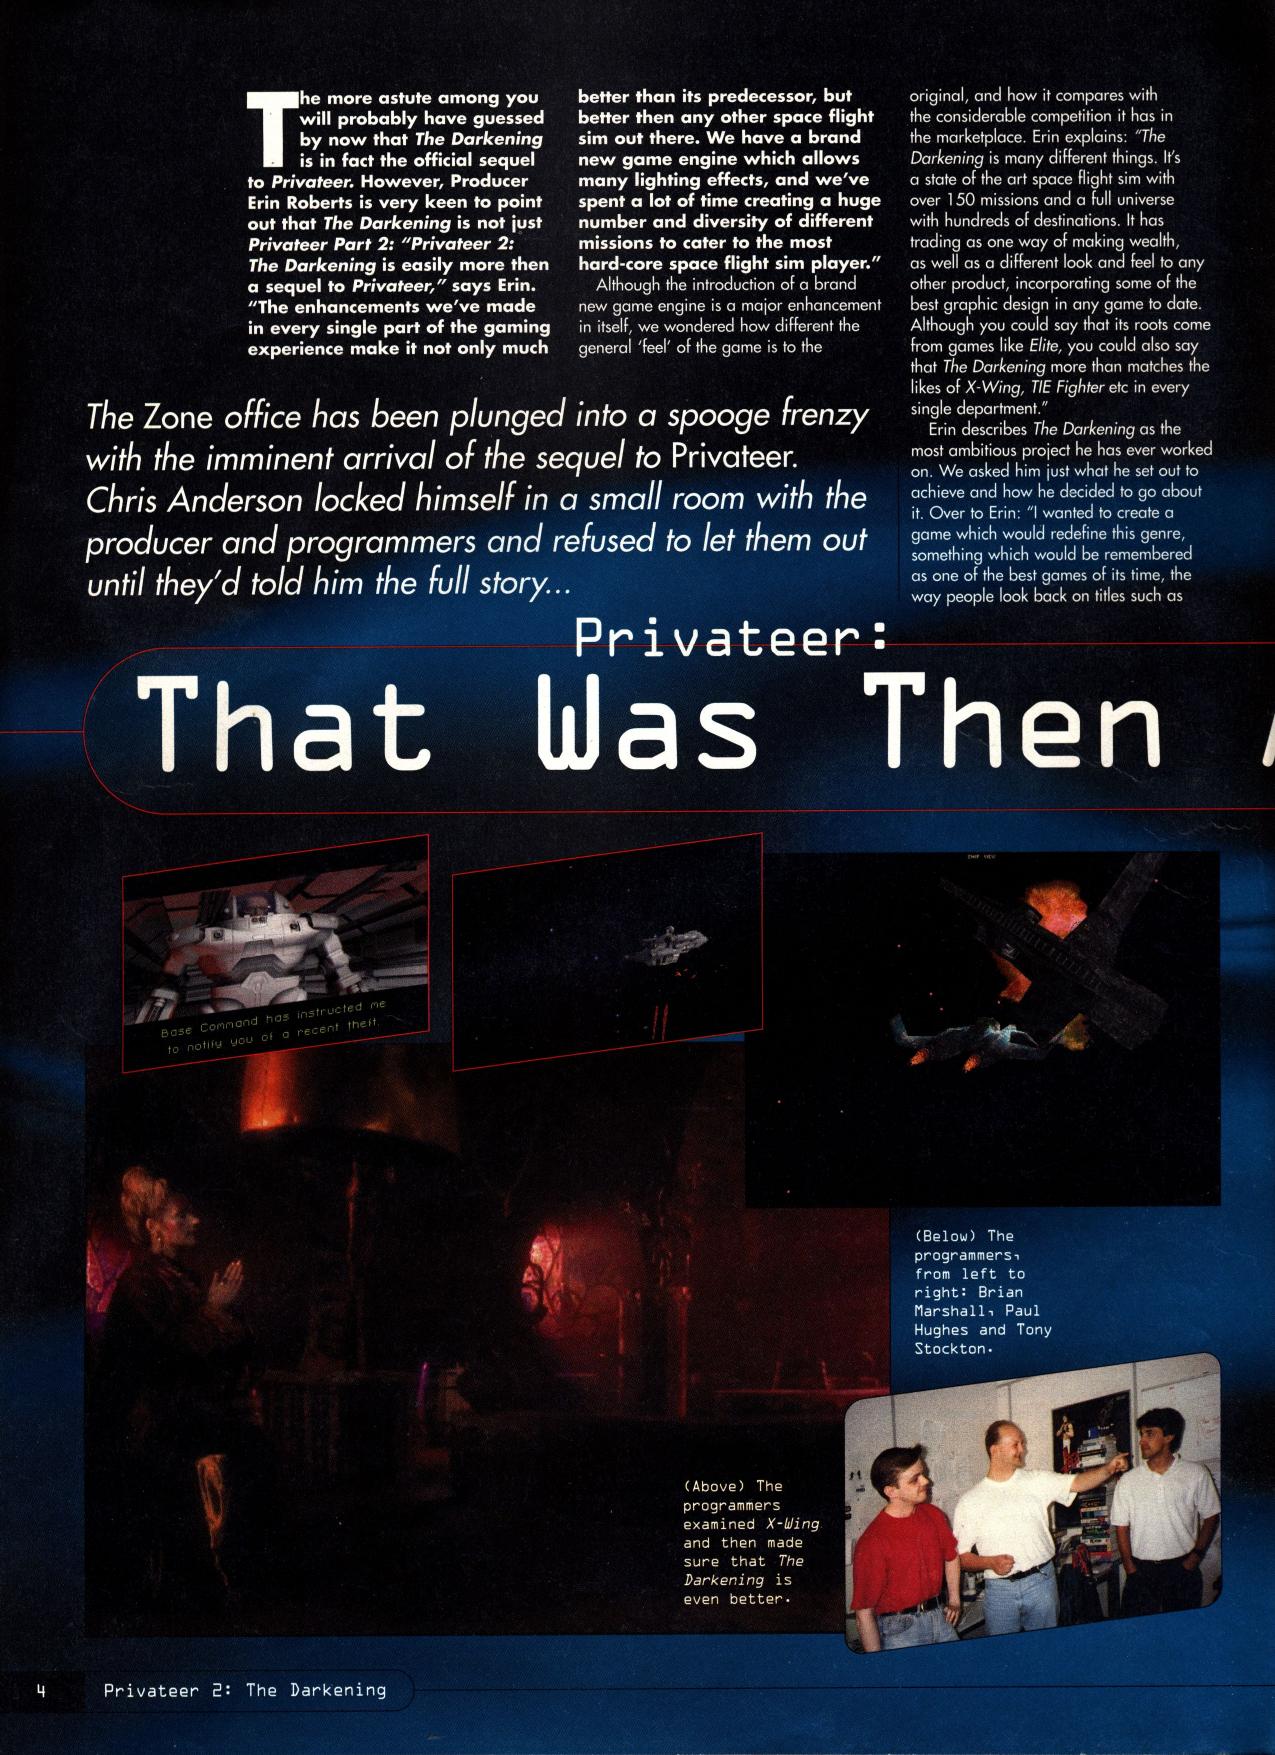 The more astute among you
will probably have guessed
by now that The Darkening
is in fact the official sequel
to Privateer. However, Producer
Erin Roberts is very keen to point
out that The Darkening is not just
Privateer Part 2: “Privateer 2:
The Darkening is easily more then
a sequel to Privateer,” says Erin.
“The enhancements we’ve made
in every single part of the gaming
experience make it not only much
better than its predecessor, but
better then any other space flight
sim out there. We have a brand
new game engine which allows
many lighting effects, and we’ve
spent a lot of time creating a huge
number and diversity of different
missions to cater to the most
hard-core space flight sim player.”
Although the introduction of a brand
new game engine is a major enhancement
in itself, we wondered how different the
general ‘feel’ of the game is to the
original, and how it compares with
the considerable competition it has in
the marketplace. Erin explains: “The
Darkening is many different things. It’s
a state of the art space flight sim with
over 150 missions and a full universe
with hundreds of destinations. It has
trading as one way of making wealth,
as well as a different look and feel to any
other product, incorporating some of the
best graphic design in any game to date.
Although you could say that its roots come
from games like Elite, you could also say
that The Darkening more than matches the
likes of X-Wing, TIE Fighter etc in every
single department.”
Erin describes The Darkening as the
most ambitious project he has ever worked
on. We asked him just what he set out to
achieve and how he decided to go about
it. Over to Erin: “I wanted to create a
game which would redefine this genre,
something which would be remembered
as one of the best games of its time, the
way people look back on titles such as
The Zone office has been plunged into a spooge frenzy
with the imminent arrival of the sequel to Privateer.
Chris Anderson locked himself in a small room with the
producer and programmers and refused to let them out
until they’d told him the full story...
Privateer:
That Was Then
Base Command has instructed me
to notify you of a recent theft.
SHIP VIEW
(Below) The
programmers,
from left to
right: Brian
Marshall, Paul
Hughes and Tony
Stockton.
(Above) The
programmers
examined X-Wing
and then made
sure that The
Darkening is
even better.
4 Privateer 2: The Darkening